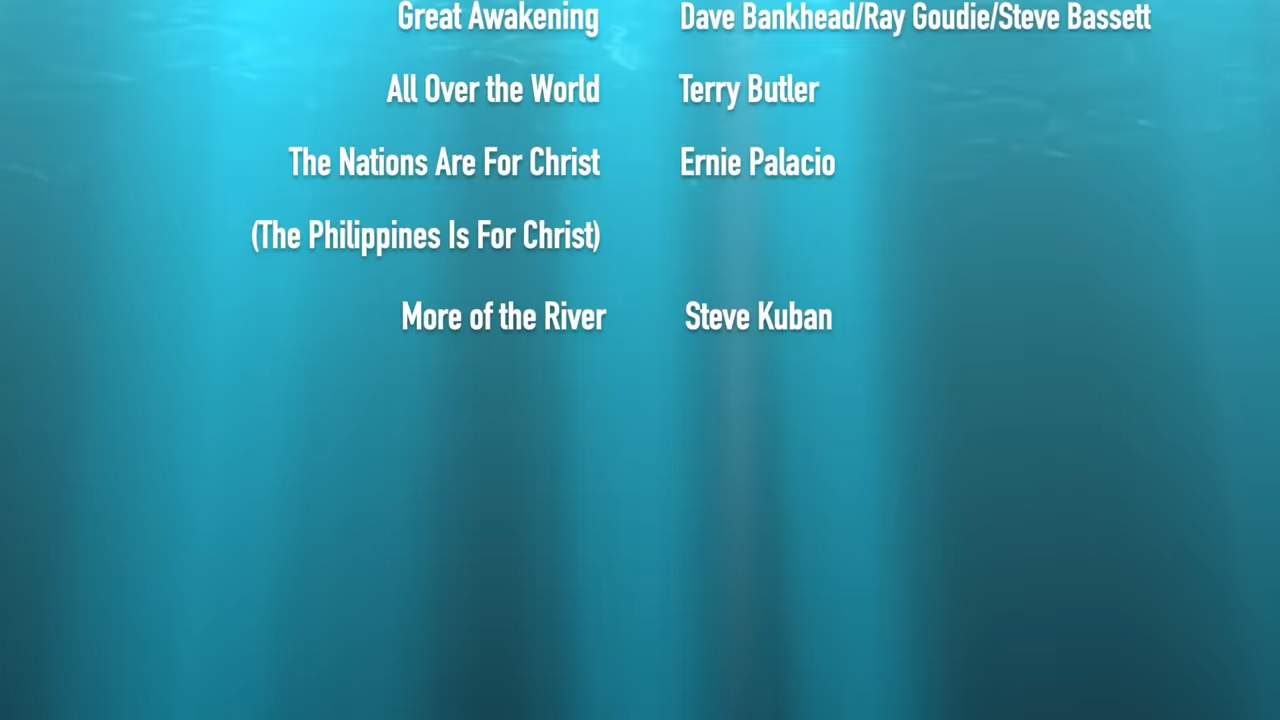 Great Awakening Dave Bankhead/Ray Goudie/Steve Bassett
All Over the World Terry Butler
The Nations Are For Christ Ernie Palacio
(The Philippines Is For Christ)
More of the River Steve Kuban